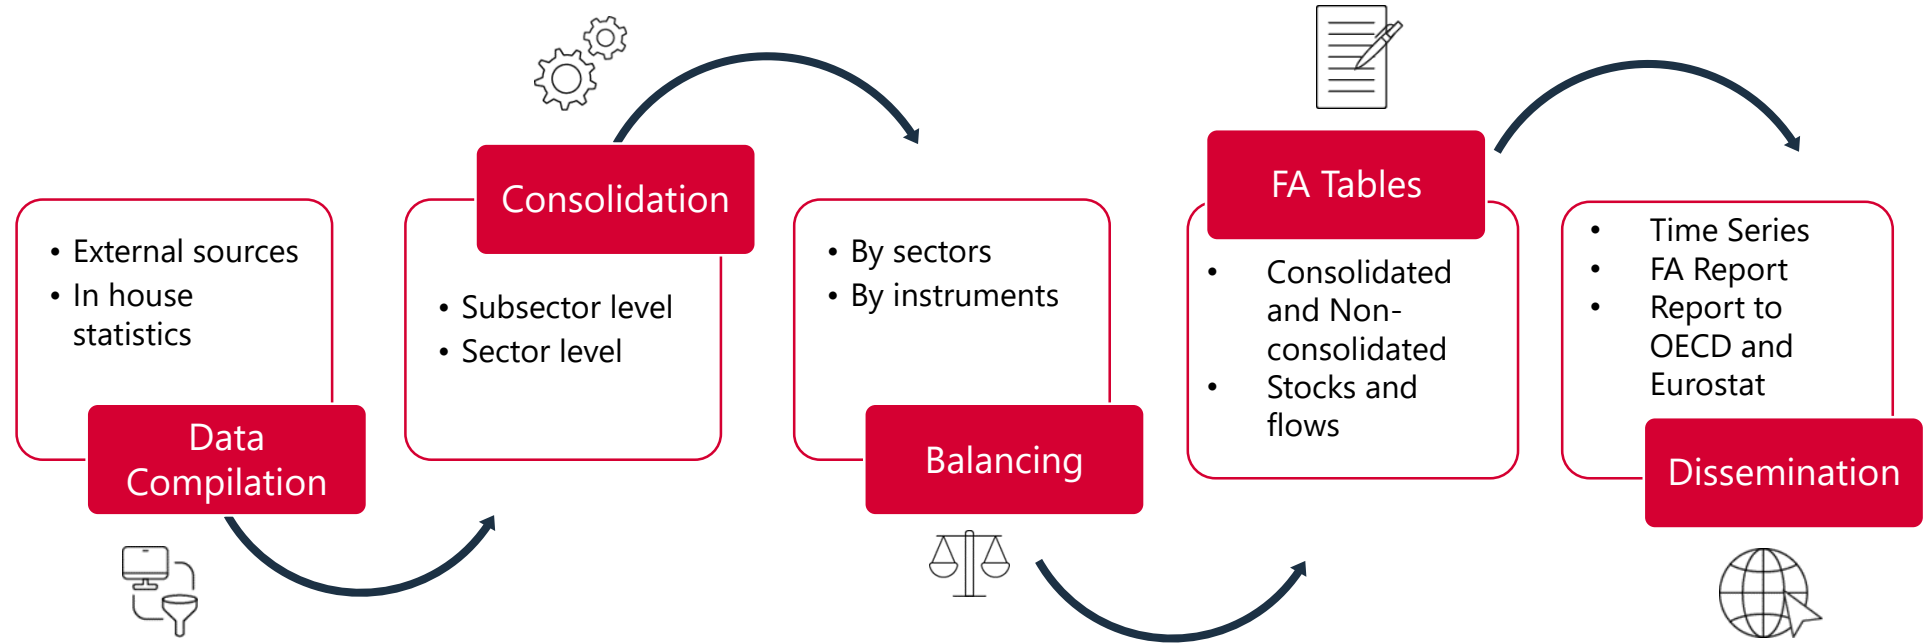 • External sources
• In house
statistics
Data
Compilation
Consolidation
• Subsector level
• Sector level
• By sectors
• By instruments
Balancing
FA Tables
• Consolidated
and Non-
consolidated
• Stocks and
flows
• Time Series
• FA Report
• Report to
OECD and
Eurostat
Dissemination